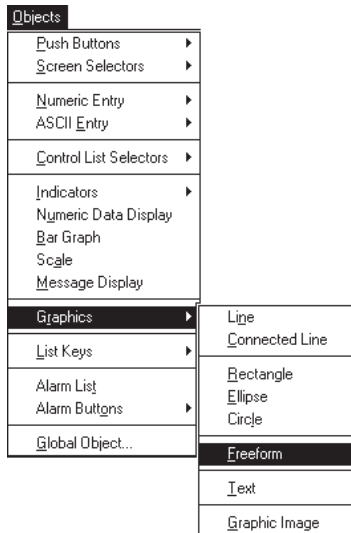 Objects
Push Buttons
Screen Selectors
Numeric Entry
ASCII Entry
Control List Selectors
Indicators
Numeric Data Display
Bar Graph
Scale
Message Display
Graphics
List Keys
Alarm List
Alarm Buttons
Global Object...
Line
Connected Line
Rectangle
Ellipse
Circle
Freeform
Text
Graphic Image